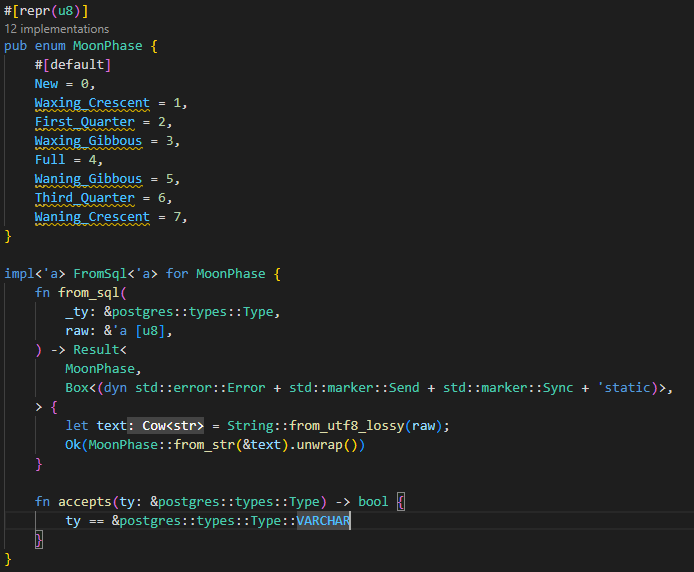 #[repr(u8)]
12 implementations
pub enum MoonPhase {
    #[default]
    New = 0,
    Waxing_Crescent = 1,
    First_Quarter = 2,
    Waxing_Gibbous = 3,
    Full = 4,
    Waning_Gibbous = 5,
    Third_Quarter = 6,
    Waning_Crescent = 7,
}
impl<'a> FromSql<'a> for MoonPhase {
    fn from_sql(
        _ty: &postgres::types::Type,
        raw: &'a [u8],
    ) -> Result<
        MoonPhase,
        Box<(dyn std::error::Error + std::marker::Send + std::marker::Sync + 'static)>,
    > {
        let text: Cow<str> = String::from_utf8_lossy(raw);
        Ok(MoonPhase::from_str(&text).unwrap())
    }
    fn accepts(ty: &postgres::types::Type) -> bool {
        ty == &postgres::types::Type::VARCHAR
    }
}